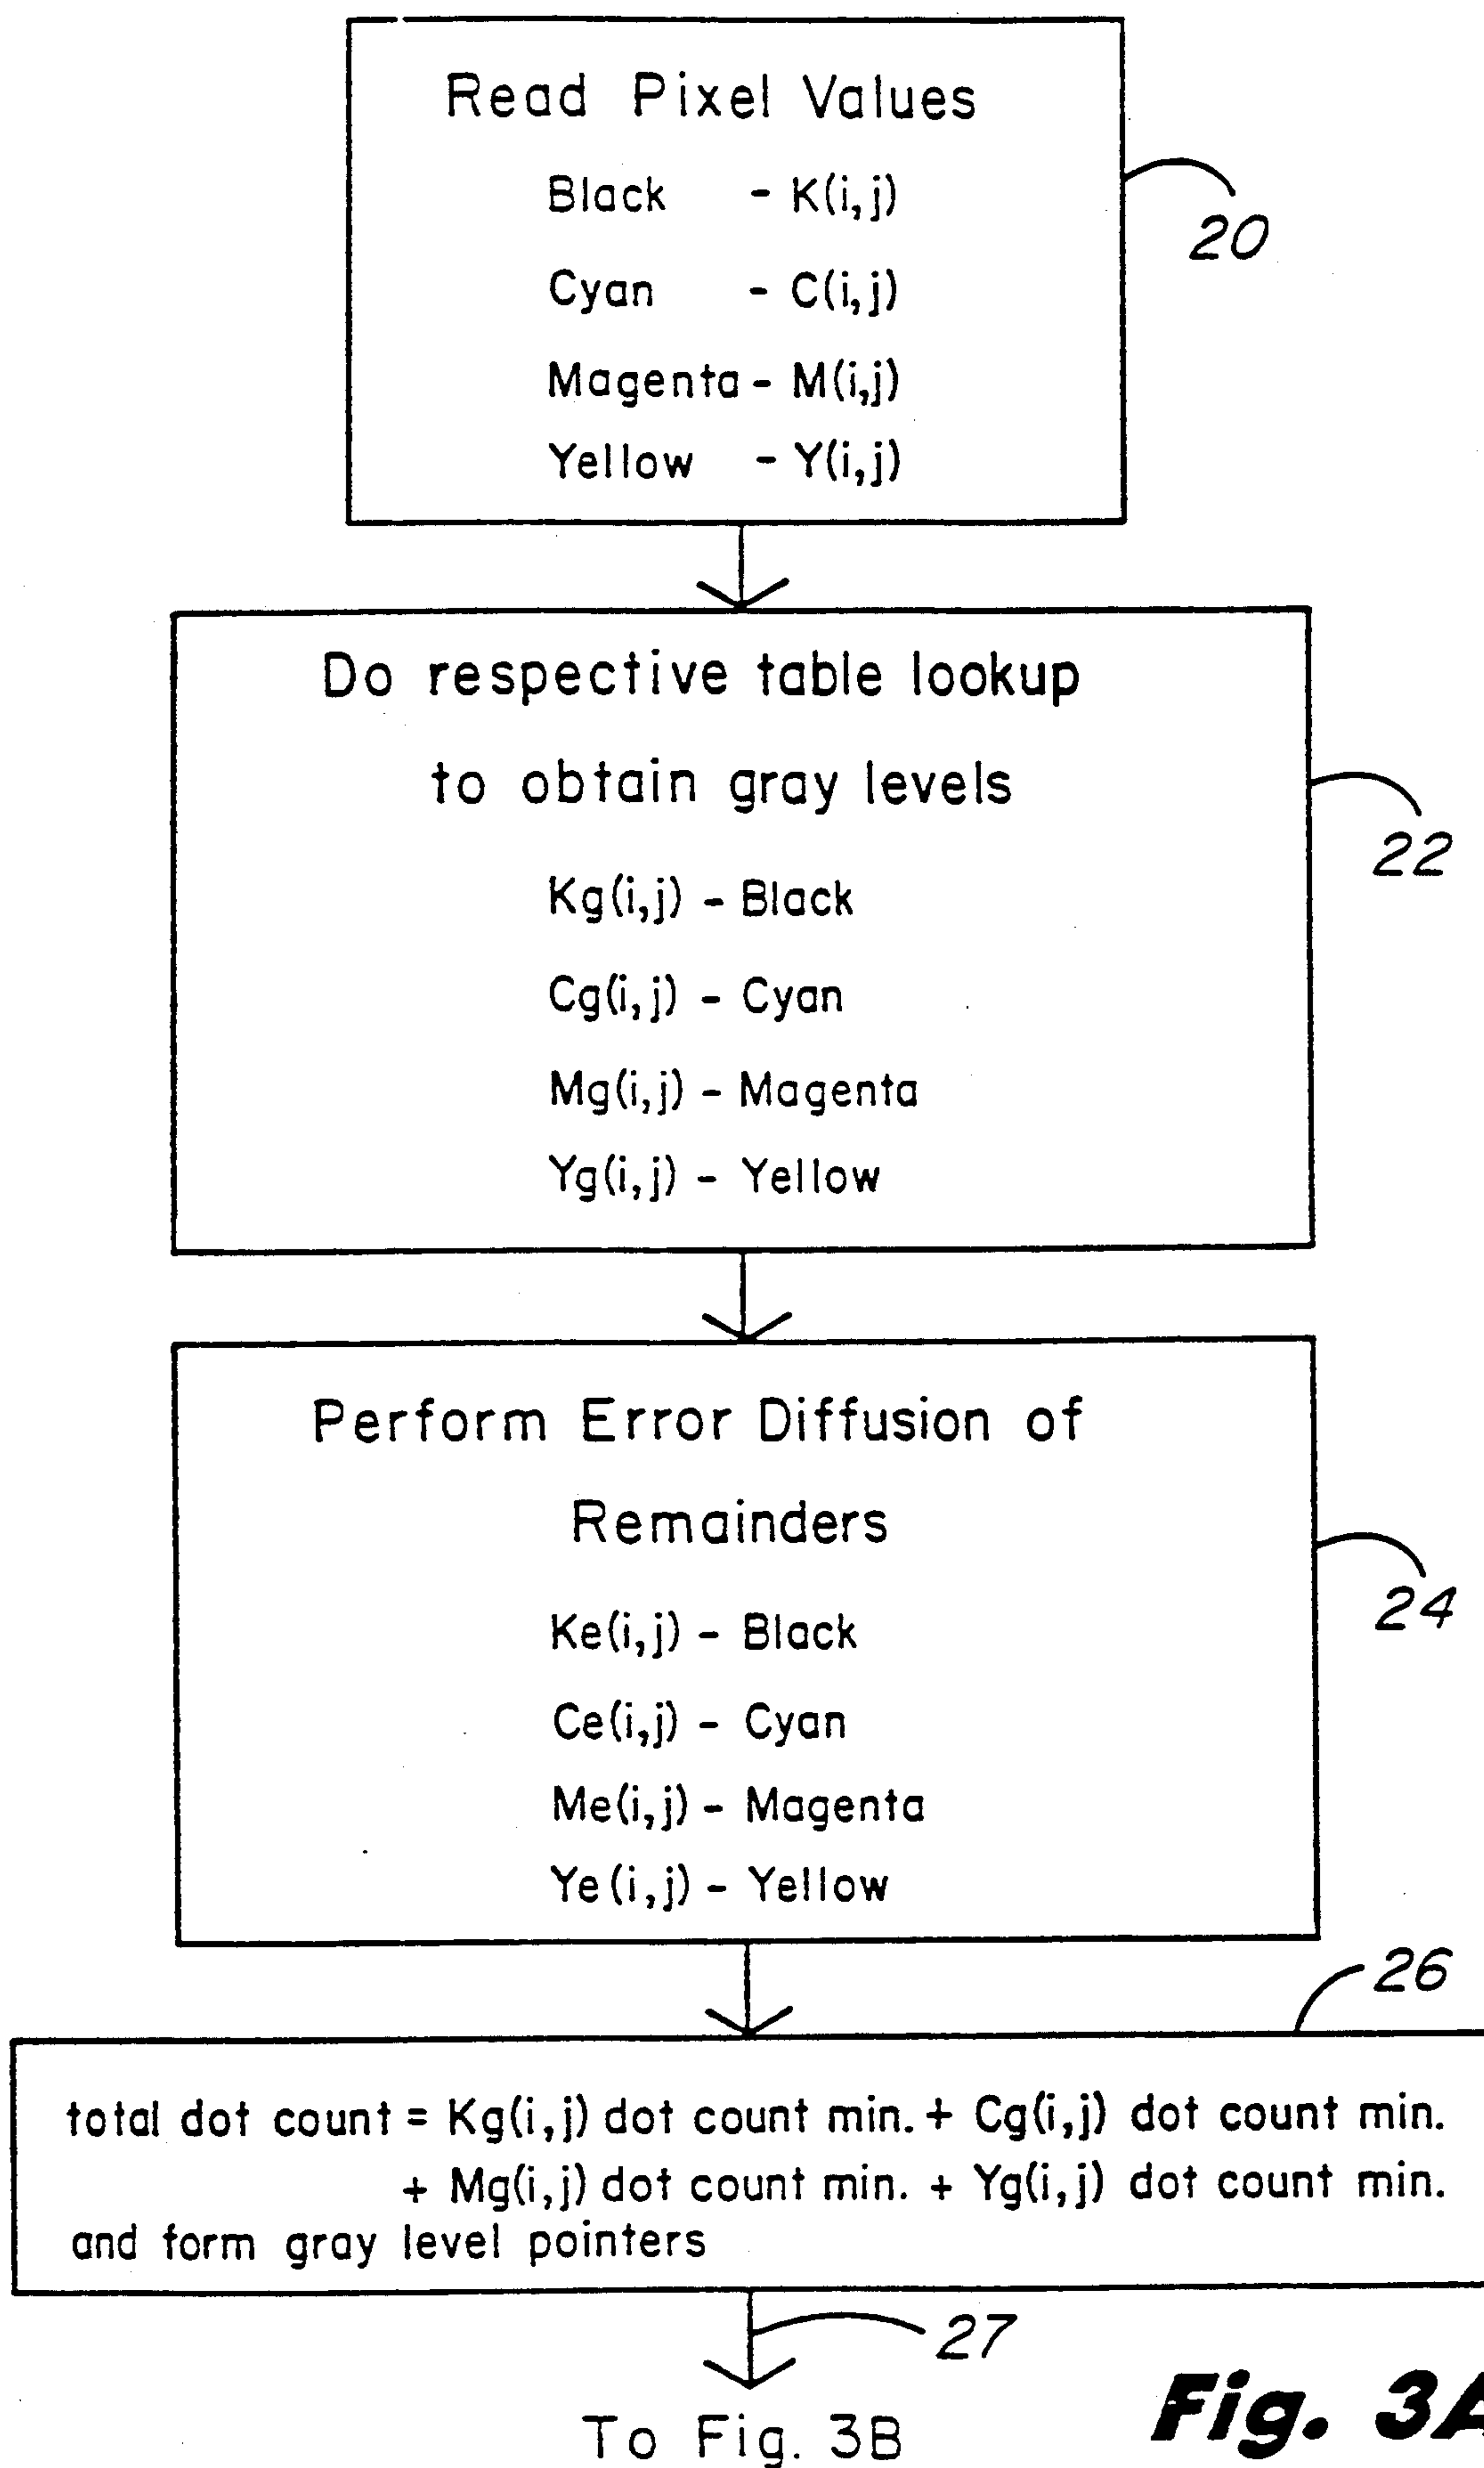 Read Pixel Values
Black - K(i,j)
Cyan - C(i,j)
Magenta - M(i,j)
Yellow - Y(i,j)
20
Do respective table lookup
to obtain gray levels
Kg(i,j) - Black
Cg(i,j) - Cyan
Mg(i,j) - Magenta
Yg(i,j) - Yellow
22
Perform Error Diffusion of
Remainders
Ke(i,j) - Black
Ce(i,j) - Cyan
Me(i,j) - Magenta
Ye(i,j) - Yellow
24
26
total dot count = Kg(i,j) dot count min. + Cg(i,j) dot count min.
+ Mg(i,j) dot count min. + Yg(i,j) dot count min.
and form gray level pointers
27
To Fig. 3B
Fig. 3A